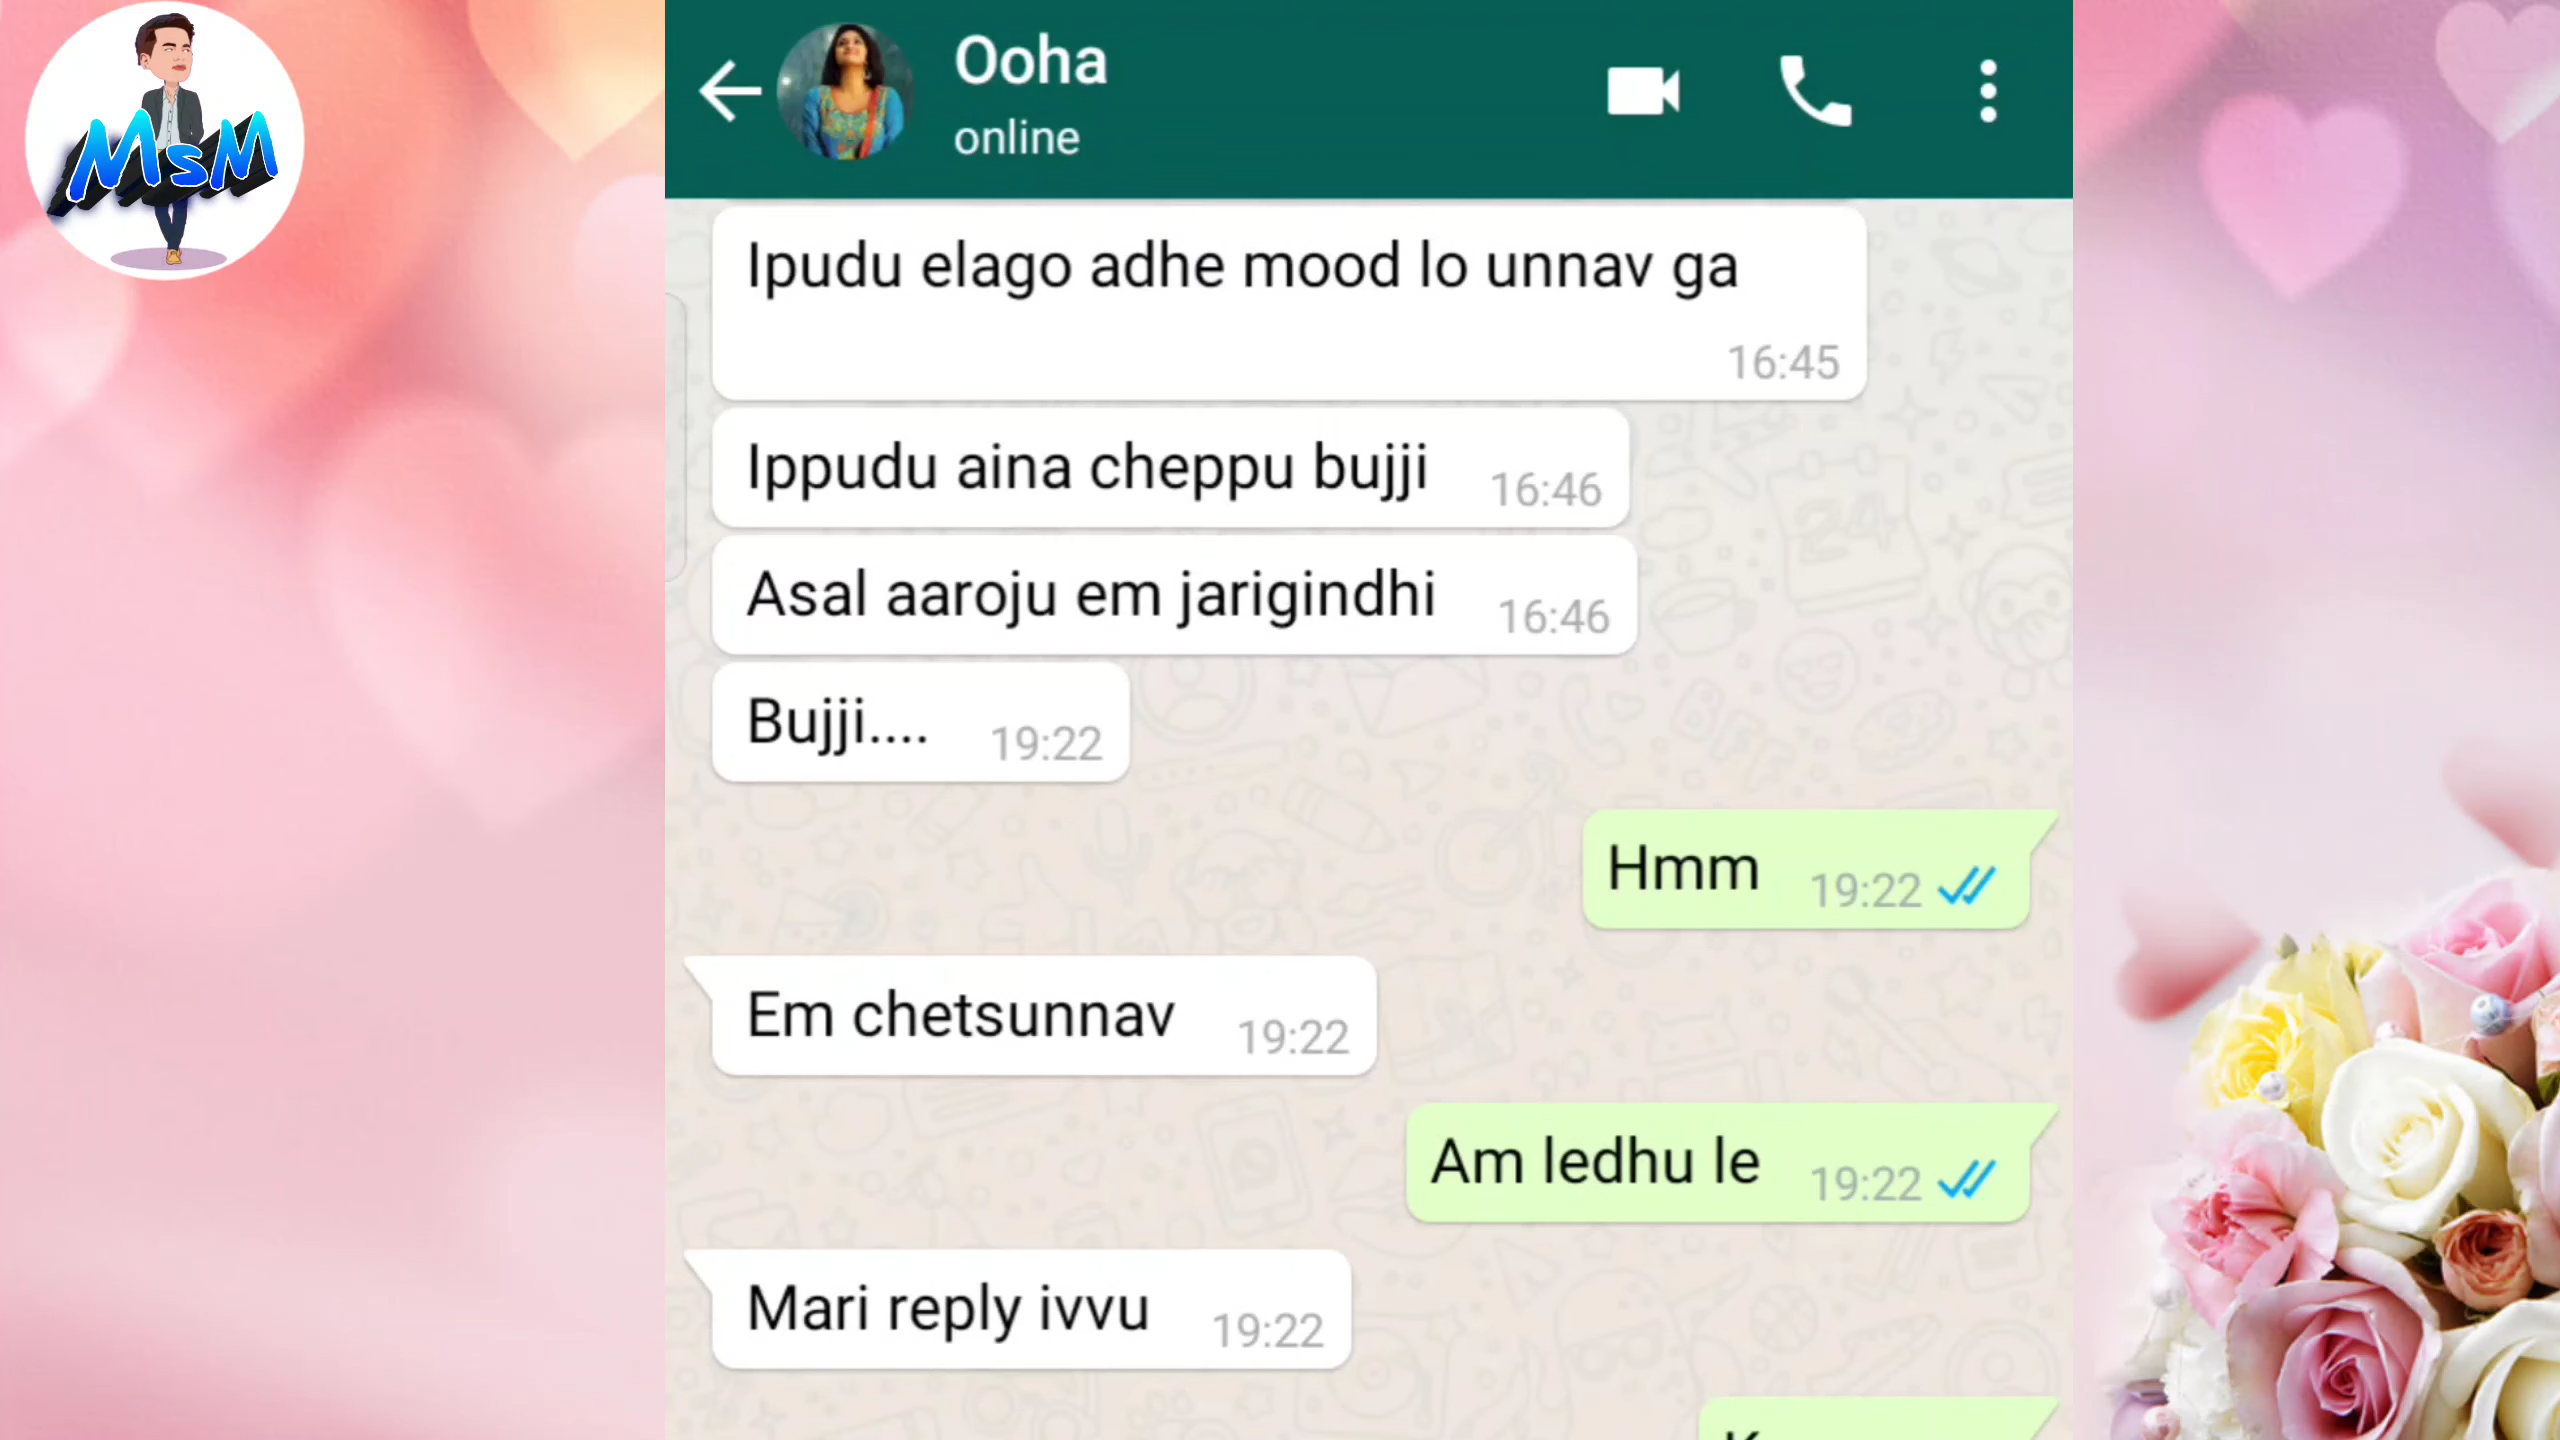 MsM
Ooha
online
Ipudu elago adhe mood lo unnav ga
16:45
Ippudu aina cheppu bujji 16:46
Asal aaroju em jarigindhi 16:46
Bujji.... 19:22
Hmm 19:22
Em chetsunnav 19:22
Am ledhu le 19:22
Mari reply ivvu 19:22